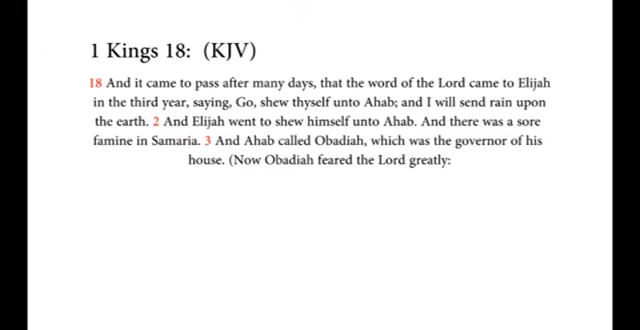 1 Kings 18: (KJV)
18 And it came to pass after many days, that the word of the Lord came to Elijah
in the third year, saying, Go, shew thyself unto Ahab; and I will send rain upon
the earth. 2 And Elijah went to shew himself unto Ahab. And there was a sore
famine in Samaria. 3 And Ahab called Obadiah, which was the governor of his
house. (Now Obadiah feared the Lord greatly: